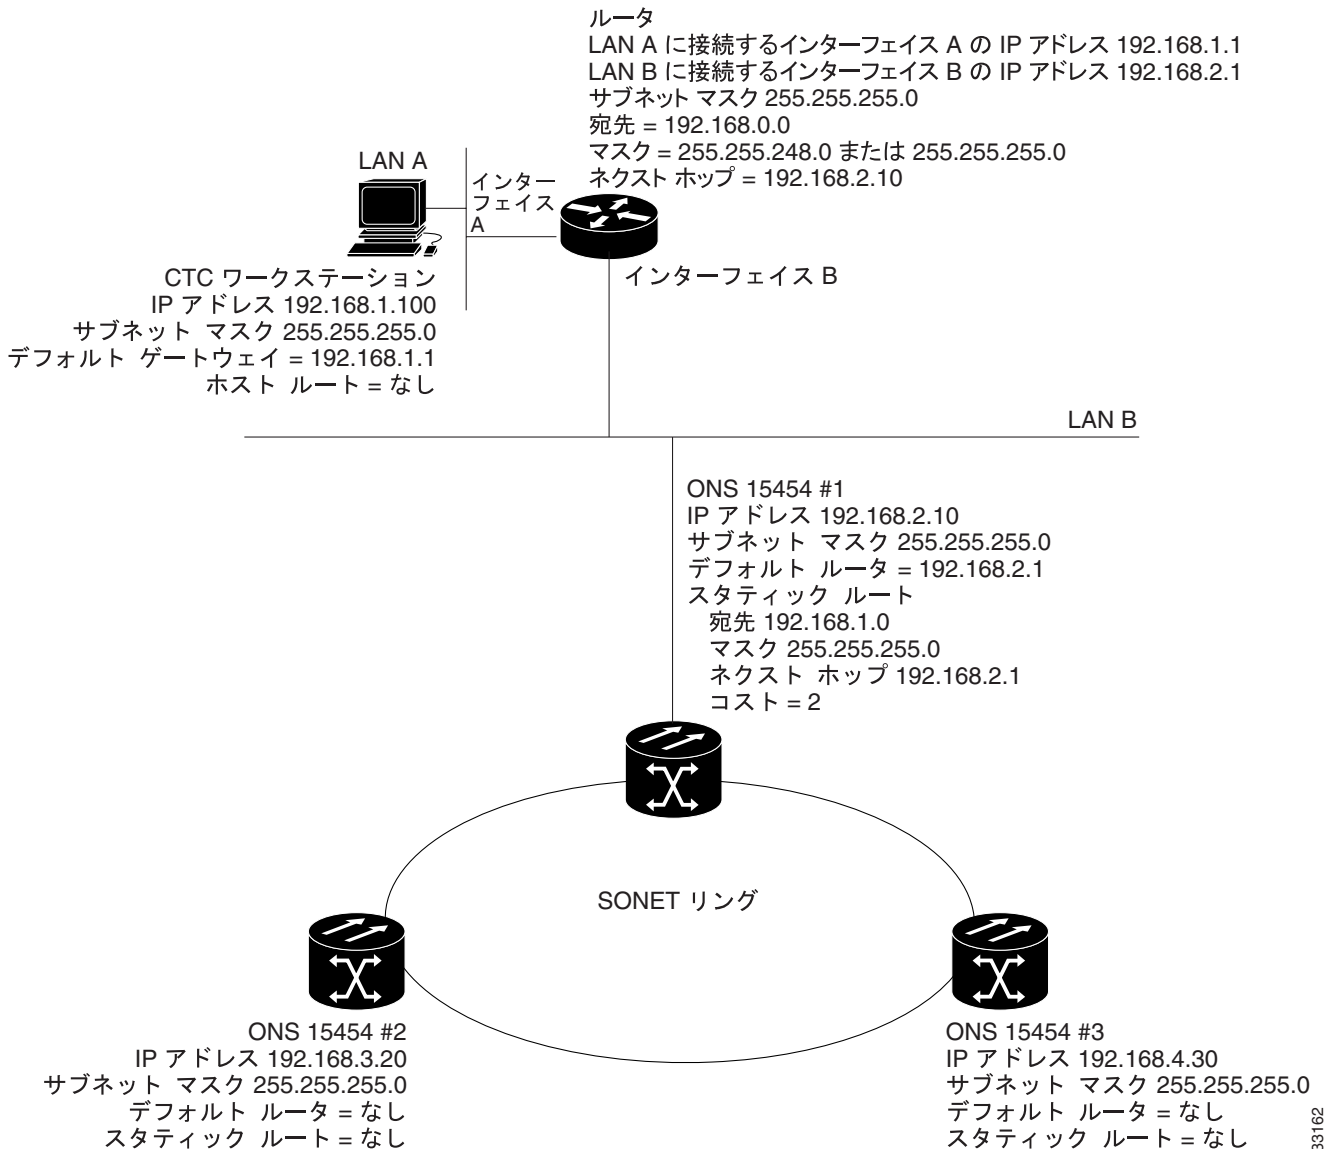 ルータ
LAN A に接続するインターフェイス A の IP アドレス 192.168.1.1
LAN B に接続するインターフェイス B の IP アドレス 192.168.2.1
サブネット マスク 255.255.255.0
宛先 = 192.168.0.0
マスク = 255.255.248.0 または 255.255.255.0
ネクスト ホップ = 192.168.2.10
LAN A
インター
フェイス
A
インターフェイス B
CTC ワークステーション
IP アドレス 192.168.1.100
サブネット マスク 255.255.255.0
デフォルト ゲートウェイ = 192.168.1.1
ホスト ルート = なし
LAN B
ONS 15454 #1
IP アドレス 192.168.2.10
サブネット マスク 255.255.255.0
デフォルト ルータ = 192.168.2.1
スタティック ルート
宛先 192.168.1.0
マスク 255.255.255.0
ネクスト ホップ 192.168.2.1
コスト = 2
SONET リング
ONS 15454 #2
IP アドレス 192.168.3.20
サブネット マスク 255.255.255.0
デフォルト ルータ = なし
スタティック ルート = なし
ONS 15454 #3
IP アドレス 192.168.4.30
サブネット マスク 255.255.255.0
デフォルト ルータ = なし
スタティック ルート = なし
33162